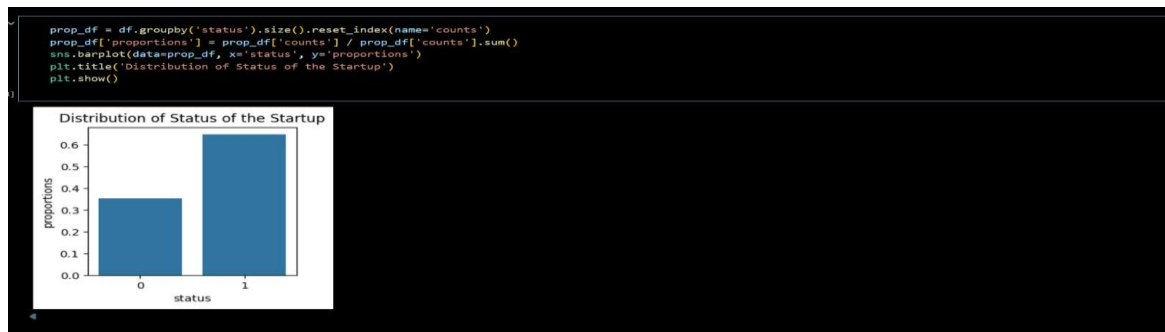 prop_df = df.groupby('status').size().reset_index(name='counts')
prop_df['proportions'] = prop_df['counts'] / prop_df['counts'].sum()
sns.barplot(data=prop_df, x='status', y='proportions')
plt.title('Distribution of Status of the Startup')
plt.show()
Distribution of Status of the Startup
0.6
0.5
0.4
0.3
0.2
0.1
0.0
proportions
0 1
status